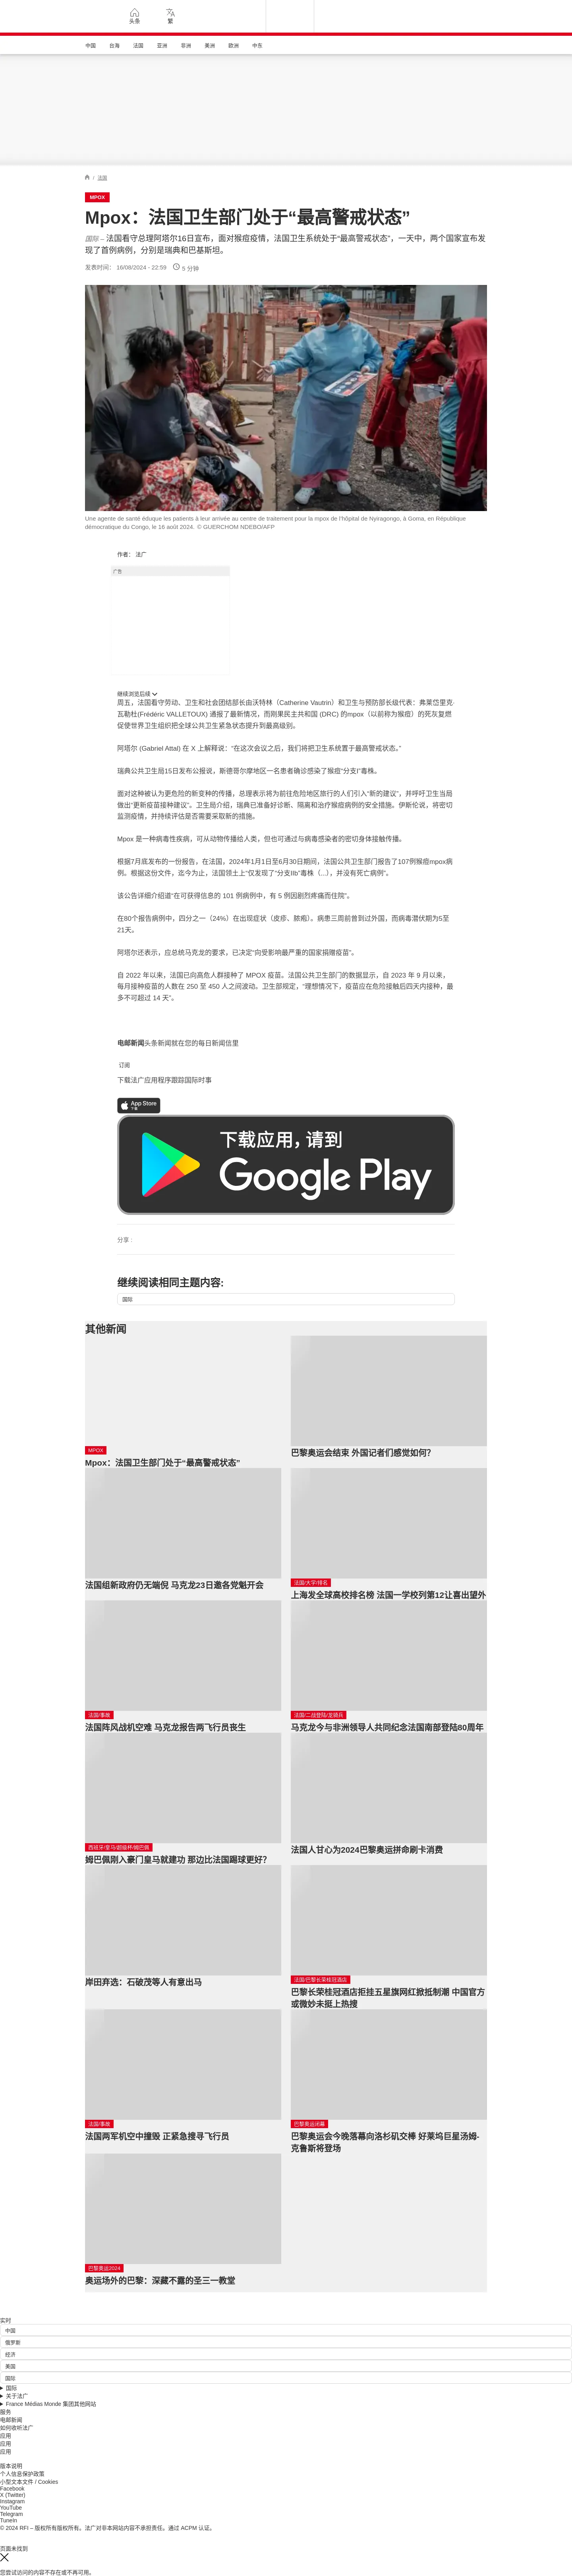 头条
繁
中国
台海
法国
亚洲
非洲
美洲
欧洲
中东
/ 法国
MPOX
Mpox：法国卫生部门处于“最高警戒状态”
国际 – 法国看守总理阿塔尔16日宣布，面对猴痘疫情，法国卫生系统处于“最高警戒状态”，一天中，两个国家宣布发
现了首例病例，分别是瑞典和巴基斯坦。
发表时间： 16/08/2024 - 22:59 5 分钟
Une agente de santé éduque les patients à leur arrivée au centre de traitement pour la mpox de l'hôpital de Nyiragongo, à Goma, en République
démocratique du Congo, le 16 août 2024. © GUERCHOM NDEBO/AFP
作者： 法广
广告
继续浏览后续
周五，法国看守劳动、卫生和社会团结部长由沃特林（Catherine Vautrin）和卫生与预防部长级代表：弗莱岱里克·
瓦勒杜(Frédéric VALLETOUX) 通报了最新情况，而刚果民主共和国 (DRC) 的mpox（以前称为猴痘）的死灰复燃
促使世界卫生组织把全球公共卫生紧急状态提升到最高级别。
阿塔尔 (Gabriel Attal) 在 X 上解释说：“在这次会议之后，我们将把卫生系统置于最高警戒状态。”
瑞典公共卫生局15日发布公报说，斯德哥尔摩地区一名患者确诊感染了猴痘“分支I”毒株。
面对这种被认为更危险的新变种的传播，总理表示将为前往危险地区旅行的人们引入“新的建议”，并呼吁卫生当局
做出“更新疫苗接种建议”。卫生局介绍，瑞典已准备好诊断、隔离和治疗猴痘病例的安全措施。伊斯伦说，将密切
监测疫情，并持续评估是否需要采取新的措施。
Mpox 是一种病毒性疾病，可从动物传播给人类，但也可通过与病毒感染者的密切身体接触传播。
根据7月底发布的一份报告，在法国，2024年1月1日至6月30日期间，法国公共卫生部门报告了107例猴痘mpox病
例。根据这份文件，迄今为止，法国领土上“仅发现了“分支IIb”毒株（...），并没有死亡病例”。
该公告详细介绍道“在可获得信息的 101 例病例中，有 5 例因剧烈疼痛而住院”。
在80个报告病例中，四分之一（24%）在出现症状（皮疹、脓疱）。病患三周前曾到过外国，而病毒潜伏期为5至
21天。
阿塔尔还表示，应总统马克龙的要求，已决定“向受影响最严重的国家捐赠疫苗”。
自 2022 年以来，法国已向高危人群接种了 MPOX 疫苗。法国公共卫生部门的数据显示，自 2023 年 9 月以来，
每月接种疫苗的人数在 250 至 450 人之间波动。卫生部规定，“理想情况下，疫苗应在危险接触后四天内接种，最
多不可超过 14 天”。
电邮新闻头条新闻就在您的每日新闻信里
订阅
下载法广应用程序跟踪国际时事
App Store
下载
下载应用，请到
Google Play
分享 :
继续阅读相同主题内容:
国际
其他新闻
MPOX
Mpox：法国卫生部门处于“最高警戒状态”
巴黎奥运会结束 外国记者们感觉如何？
法国组新政府仍无端倪 马克龙23日邀各党魁开会
法国/大学/排名
上海发全球高校排名榜 法国一学校列第12让喜出望外
法国/事故
法国阵风战机空难 马克龙报告两飞行员丧生
法国/二战登陆/龙骑兵
马克龙今与非洲领导人共同纪念法国南部登陆80周年
西班牙/皇马/超级杯/姆巴佩
姆巴佩刚入豪门皇马就建功 那边比法国踢球更好？
法国人甘心为2024巴黎奥运拼命刷卡消费
岸田弃选：石破茂等人有意出马
法国/巴黎长荣桂冠酒店
巴黎长荣桂冠酒店拒挂五星旗网红掀抵制潮 中国官方
或微妙未挺上热搜
法国/事故
法国两军机空中撞毁 正紧急搜寻飞行员
巴黎奥运闭幕
巴黎奥运会今晚落幕向洛杉矶交棒 好莱坞巨星汤姆-
克鲁斯将登场
巴黎奥运2024
奥运场外的巴黎：深藏不露的圣三一教堂
实时
中国
俄罗斯
经济
美国
国际
国际
关于法广
France Médias Monde 集团其他网站
服务
电邮新闻
如何收听法广
应用
应用
应用
版本说明
个人信息保护政策
小型文本文件 / Cookies
Facebook
X (Twitter)
Instagram
YouTube
Telegram
TuneIn
© 2024 RFI – 版权所有版权所有。法广对非本网站内容不承担责任。通过 ACPM 认证。
页面未找到
您尝试访问的内容不存在或不再可用。